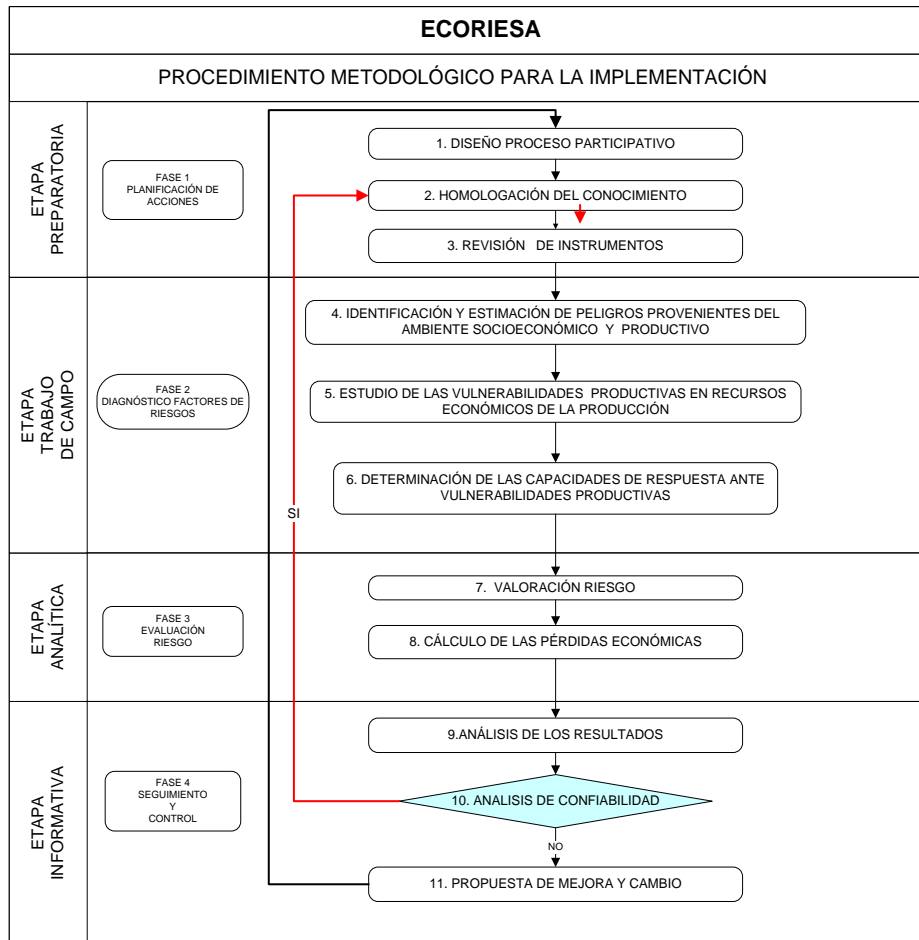 ECORIESA
PROCEDIMIENTO METODOLÓGICO PARA LA IMPLEMENTACIÓN
ETAPA
PREPARATORIA
FASE 1
PLANIFICACIÓN DE
ACCIONES
1. DISEÑO PROCESO PARTICIPATIVO
2. HOMOLOGACIÓN DEL CONOCIMIENTO
3. REVISIÓN DE INSTRUMENTOS
ETAPA
TRABAJO
DE CAMPO
FASE 2
DIAGNÓSTICO FACTORES DE
RIESGOS
4. IDENTIFICACIÓN Y ESTIMACIÓN DE PELIGROS PROVENIENTES DEL
AMBIENTE SOCIOECONÓMICO Y PRODUCTIVO
5. ESTUDIO DE LAS VULNERABILIDADES PRODUCTIVAS EN RECURSOS
ECONÓMICOS DE LA PRODUCCIÓN
6. DETERMINACIÓN DE LAS CAPACIDADES DE RESPUESTA ANTE
VULNERABILIDADES PRODUCTIVAS
SI
ETAPA
ANALÍTICA
FASE 3
EVALUACIÓN
RIESGO
7. VALORACIÓN RIESGO
8. CÁLCULO DE LAS PÉRDIDAS ECONÓMICAS
ETAPA
INFORMATIVA
FASE 4
SEGUIMIENTO
Y
CONTROL
9.ANÁLISIS DE LOS RESULTADOS
10. ANALISIS DE CONFIABILIDAD
NO
11. PROPUESTA DE MEJORA Y CAMBIO